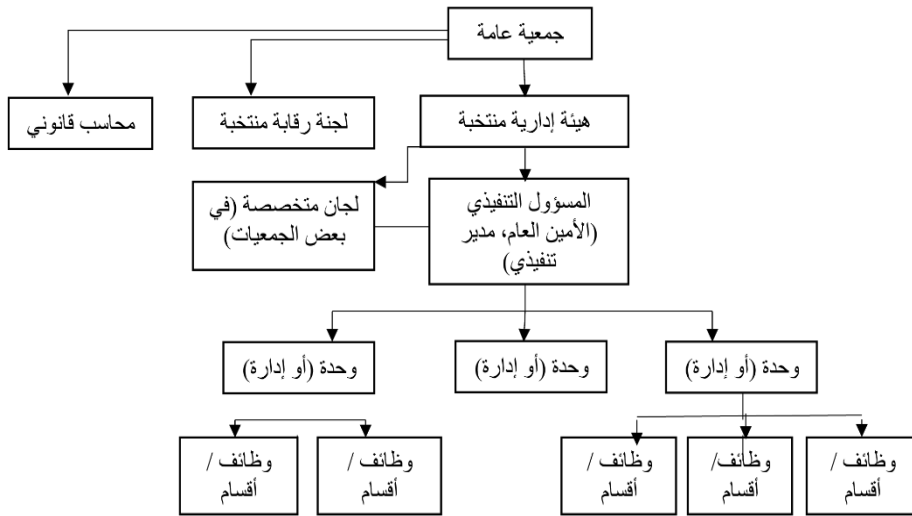 جمعية عامة
هيئة إدارية منتخبة
لجنة رقابة منتخبة
محاسب قانوني
المسؤول التنفيذي
(الأمين العام، مدير
تنفيذي)
لجان متخصصة (في
بعض الجمعيات)
وحدة (أو إدارة)
وحدة (أو إدارة)
وحدة (أو إدارة)
وظائف /
أقسام
وظائف/
أقسام
وظائف /
أقسام
وظائف /
أقسام
وظائف /
أقسام